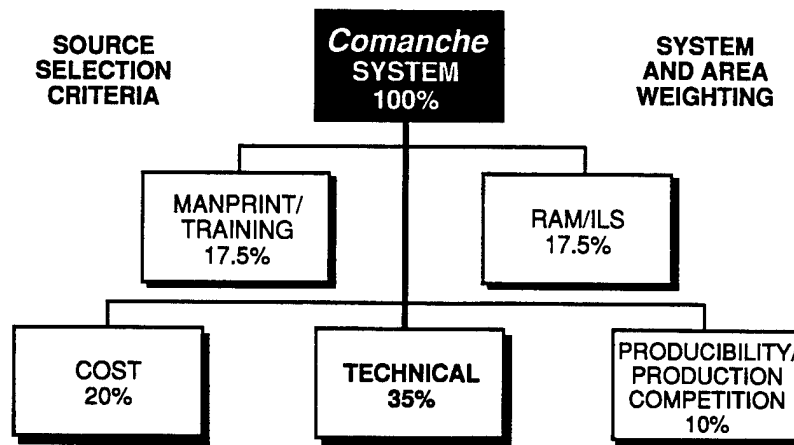 SOURCE
SELECTION
CRITERIA
Comanche
SYSTEM
100%
SYSTEM
AND AREA
WEIGHTING
MANPRINT/
TRAINING
17.5%
RAM/ILS
17.5%
COST
20%
TECHNICAL
35%
PRODUCIBILITY/
PRODUCTION
COMPETITION
10%